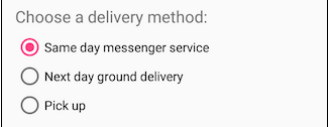 Choose a delivery method:
Same day messenger service
Next day ground delivery
Pick up